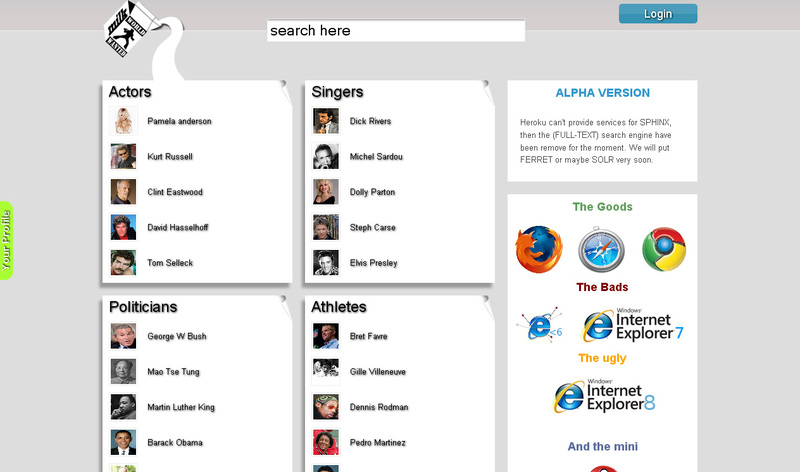 milk
WORLD
WANTED
search here
Login
Your Profile
Actors
Pamela anderson
Kurt Russell
Clint Eastwood
David Hasselhoff
Tom Selleck
Singers
Dick Rivers
Michel Sardou
Dolly Parton
Steph Carse
Elvis Presley
Politicians
George W Bush
Mao Tse Tung
Martin Luther King
Barack Obama
Athletes
Bret Favre
Gille Villeneuve
Dennis Rodman
Pedro Martinez
ALPHA VERSION
Heroku can't provide services for SPHINX,
then the (FULL-TEXT) search engine have
been remove for the moment. We will put
FERRET or maybe SOLR very soon.
The Goods
The Bads
<6
Windows
Internet
Explorer 7
The ugly
Windows
Internet
Explorer 8
And the mini